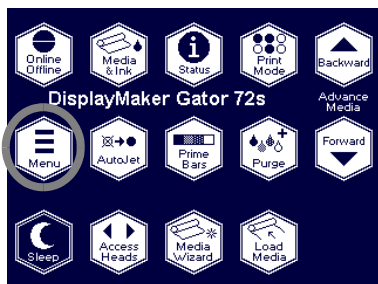 Online
Offline
Media
& Ink
Status
Print
Mode
Backward
DisplayMaker Gator 72s
Advance
Media
Menu
AutoJet
Prime
Bars
Purge
Forward
Sleep
Access
Heads
Media
Wizard
Load
Media